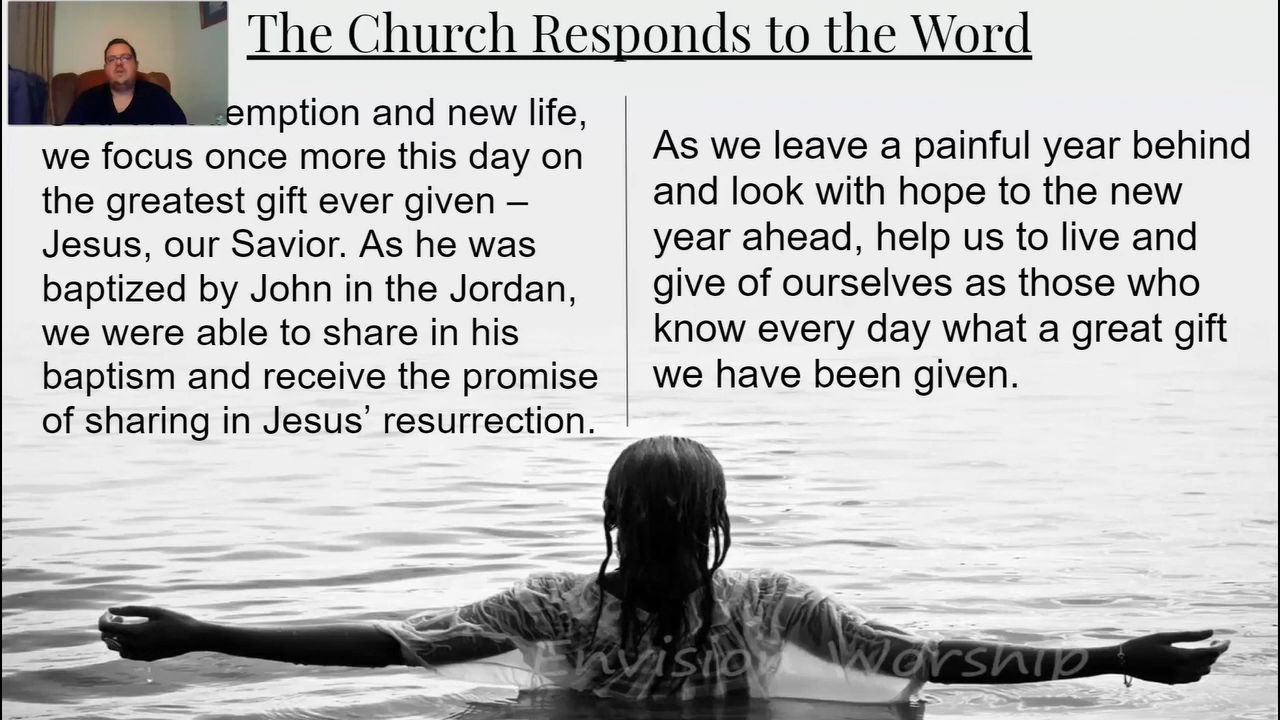 The Church Responds to the Word
emption and new life,
we focus once more this day on
the greatest gift ever given –
Jesus, our Savior. As he was
baptized by John in the Jordan,
we were able to share in his
baptism and receive the promise
of sharing in Jesus’ resurrection.
As we leave a painful year behind
and look with hope to the new
year ahead, help us to live and
give of ourselves as those who
know every day what a great gift
we have been given.
Envision Worship